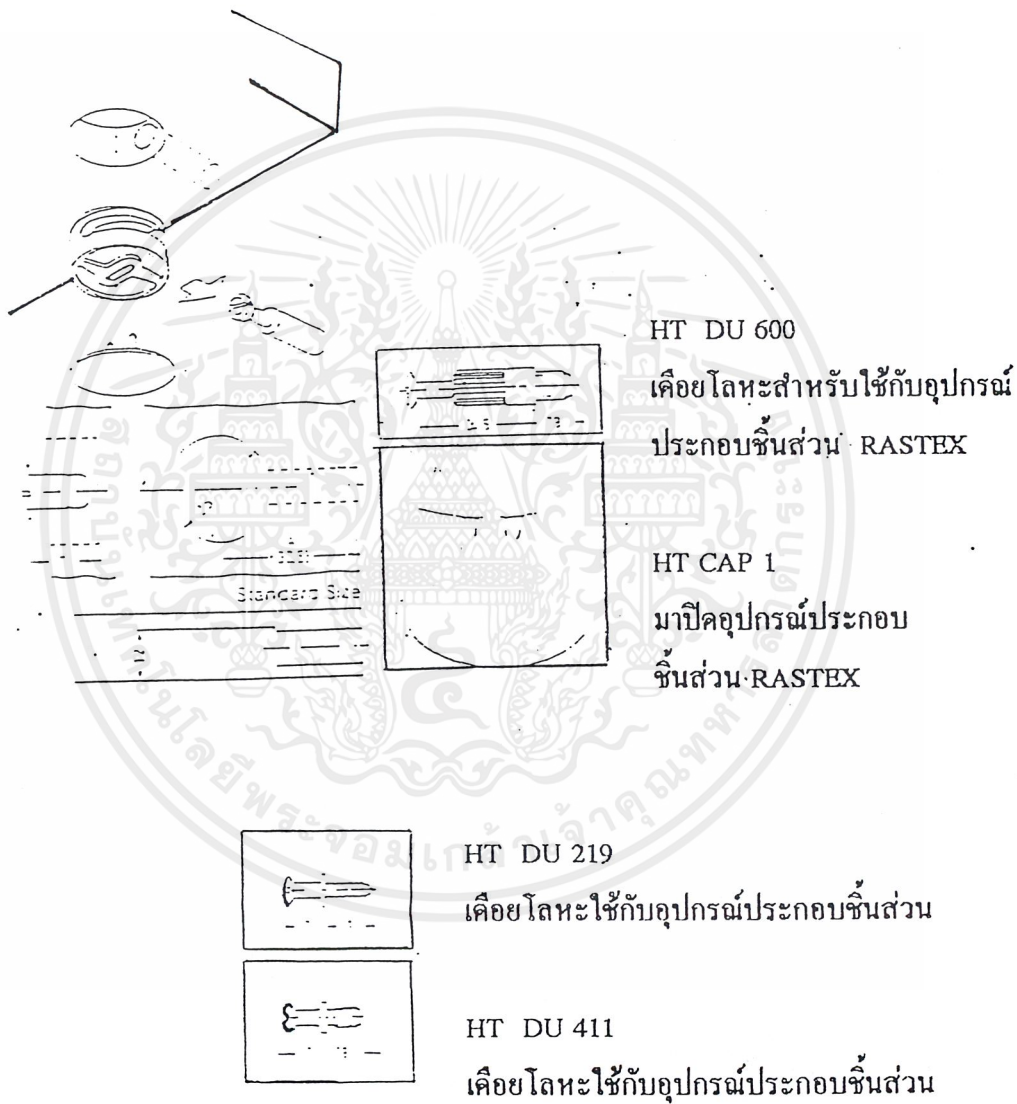 HT DU 600
เดือยโลหะสำหรับใช้กับอุปกรณ์
ประกอบชิ้นส่วน RASTEX
HT CAP 1
มาปิดอุปกรณ์ประกอบ
ชิ้นส่วน RASTEX
Standard Size
HT DU 219
เดือยโลหะใช้กับอุปกรณ์ประกอบชิ้นส่วน
HT DU 411
เดือยโลหะใช้กับอุปกรณ์ประกอบชิ้นส่วน